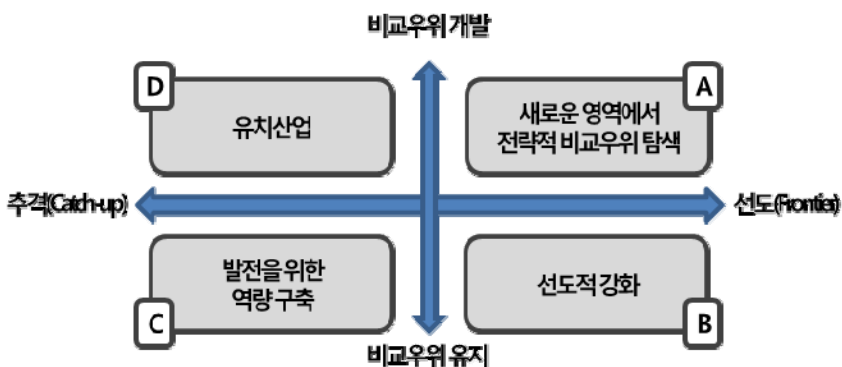 비교우위 개발
D
유치산업
A
새로운 영역에서
전략적 비교우위 탐색
추격(Catch-up)
선도(Frontier)
발전을 위한
역량 구축
C
선도적 강화
B
비교우위 유지